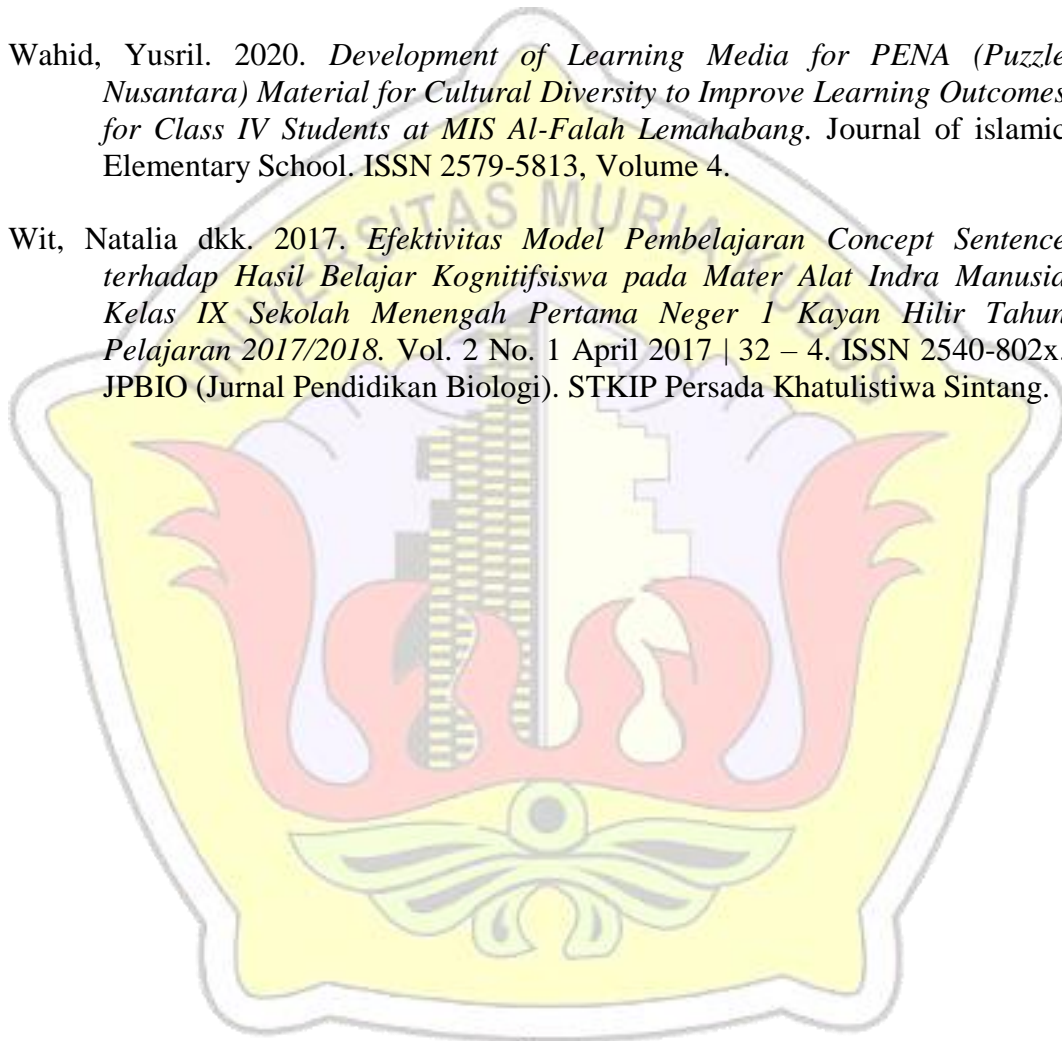 Wahid, Yusril. 2020. Development of Learning Media for PENA (Puzzle
Nusantara) Material for Cultural Diversity to Improve Learning Outcomes
for Class IV Students at MIS Al-Falah Lemahabang. Journal of islamic
Elementary School. ISSN 2579-5813, Volume 4.
Wit, Natalia dkk. 2017. Efektivitas Model Pembelajaran Concept Sentence
terhadap Hasil Belajar Kognitifsiswa pada Mater Alat Indra Manusia
Kelas IX Sekolah Menengah Pertama Neger 1 Kayan Hilir Tahun
Pelajaran 2017/2018. Vol. 2 No. 1 April 2017 | 32 – 4. ISSN 2540-802x.
JPBIO (Jurnal Pendidikan Biologi). STKIP Persada Khatulistiwa Sintang.
UNIVERSITAS MURIA KUDUS